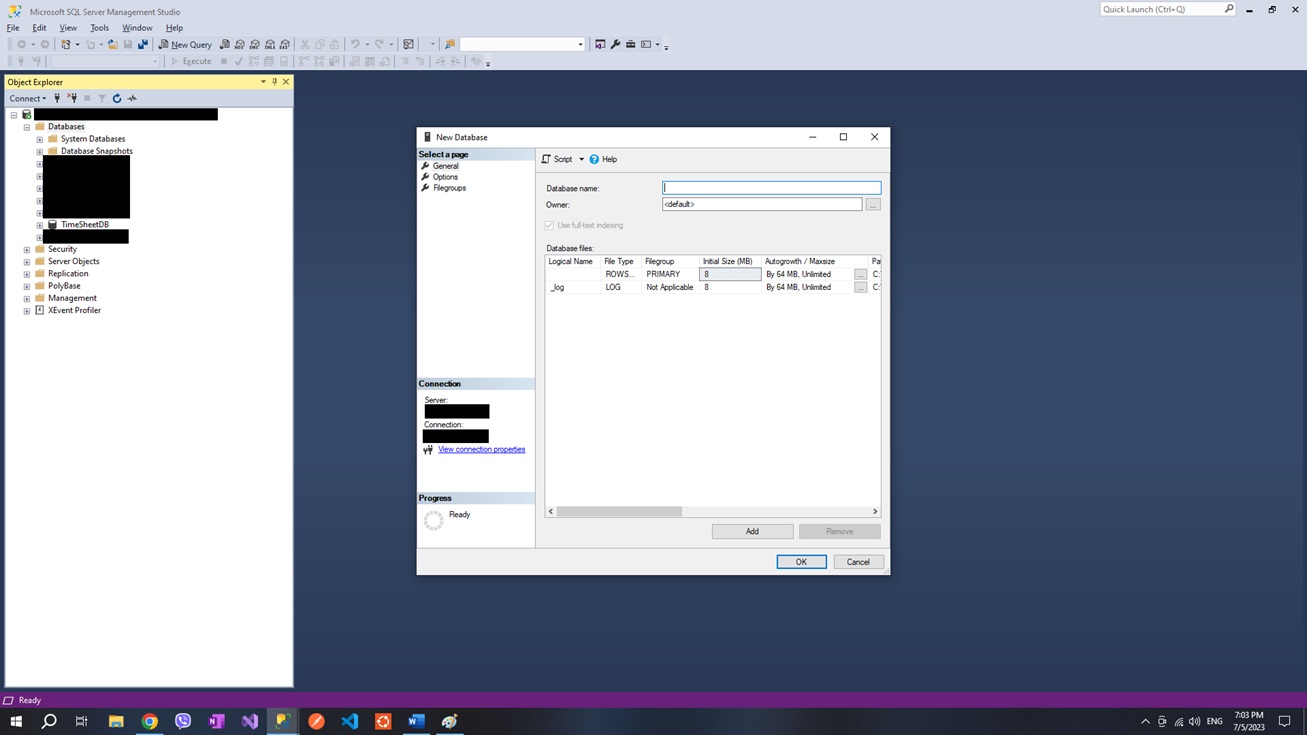 Microsoft SQL Server Management Studio
Quick Launch (Ctrl+Q)
File Edit View Tools Window Help
New Query
MDX DMX XMLA DAX
Execute
Object Explorer
Connect
Databases
System Databases
Database Snapshots
TimeSheetDB
Security
Server Objects
Replication
PolyBase
Management
XEvent Profiler
New Database
Select a page
General
Options
Filegroups
Connection
Server:
Connection:
View connection properties
Progress
Ready
Script Help
Database name:
Owner: <default> ...
Use full-text indexing
Database files:
Logical Name File Type Filegroup Initial Size (MB) Autogrowth / Maxsize Pa
ROWS... PRIMARY 8 By 64 MB, Unlimited ... C:
_log LOG Not Applicable 8 By 64 MB, Unlimited ... C:
Add Remove
OK Cancel
Ready
ENG 7:03 PM
7/5/2023